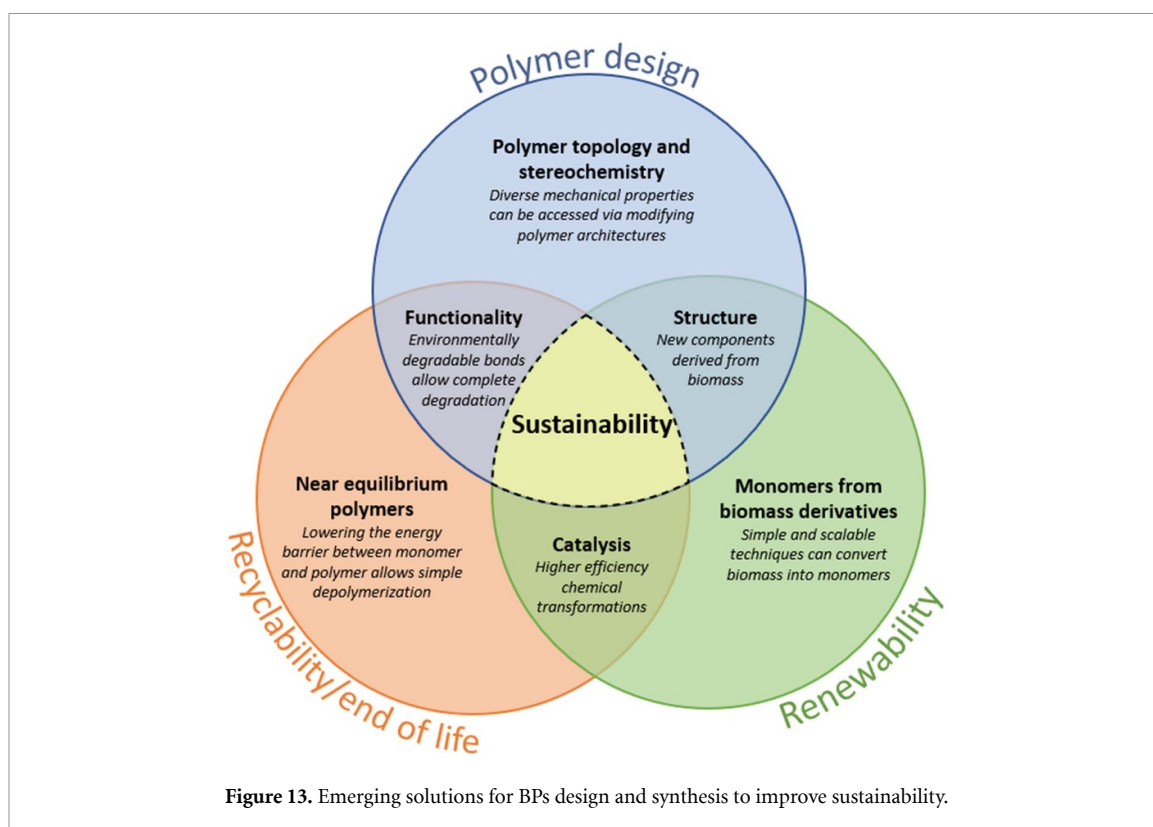 Polymer design
Polymer topology and
stereochemistry
Diverse mechanical properties
can be accessed via modifying
polymer architectures
Functionality
Environmentally
degradable bonds
allow complete
degradation
Structure
New components
derived from
biomass
Sustainability
Near equilibrium
polymers
Lowering the energy
barrier between monomer
and polymer allows simple
depolymerization
Catalysis
Higher efficiency
chemical
transformations
Monomers from
biomass derivatives
Simple and scalable
techniques can convert
biomass into monomers
Recyclability/end of life
Renewability
Figure 13. Emerging solutions for BPs design and synthesis to improve sustainability.